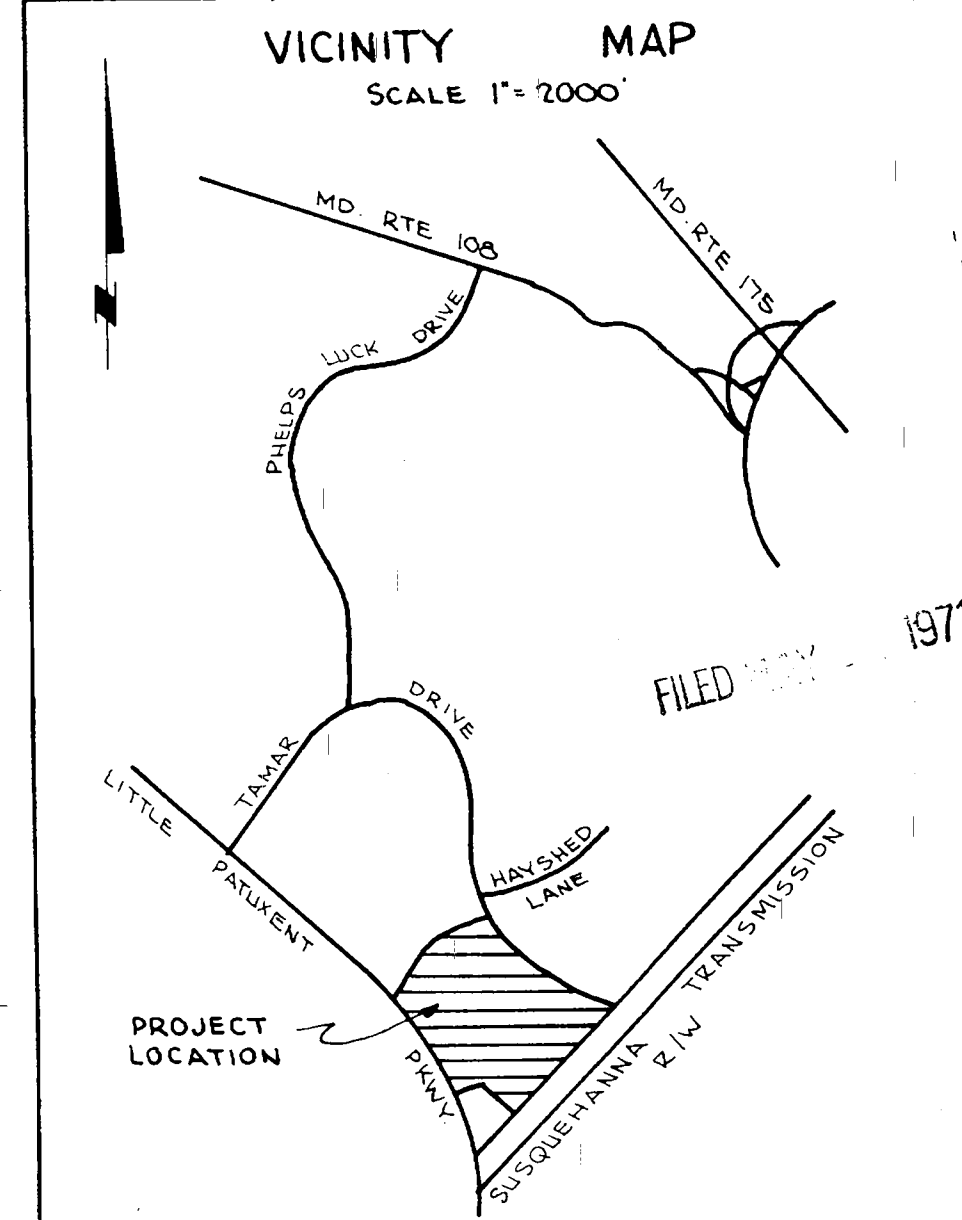 VICINITY MAP
SCALE 1"= 2000'
MD. RTE 108
MD. RTE 175
PHELPS LUCK DRIVE
FILED
TAMAR DRIVE
LITTLE PATUXENT PKWY.
HAYSHED
LANE
PROJECT
LOCATION
SUSQUEHANNA TRANSMISSION
R/W
N